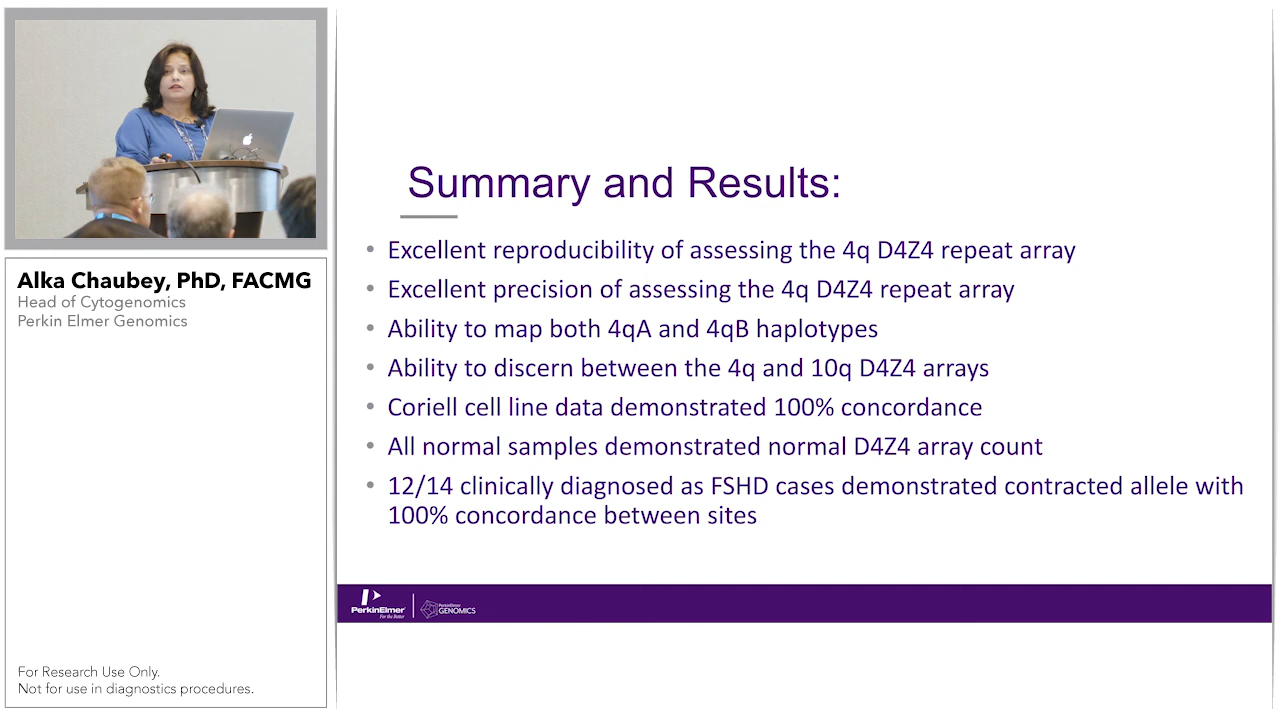 Alka Chaubey, PhD, FACMG
Head of Cytogenomics
Perkin Elmer Genomics
For Research Use Only.
Not for use in diagnostics procedures.
Summary and Results:
• Excellent reproducibility of assessing the 4q D4Z4 repeat array
• Excellent precision of assessing the 4q D4Z4 repeat array
• Ability to map both 4qA and 4qB haplotypes
• Ability to discern between the 4q and 10q D4Z4 arrays
• Coriell cell line data demonstrated 100% concordance
• All normal samples demonstrated normal D4Z4 array count
• 12/14 clinically diagnosed as FSHD cases demonstrated contracted allele with
100% concordance between sites
PerkinElmer
For the Better
PerkinElmer
GENOMICS